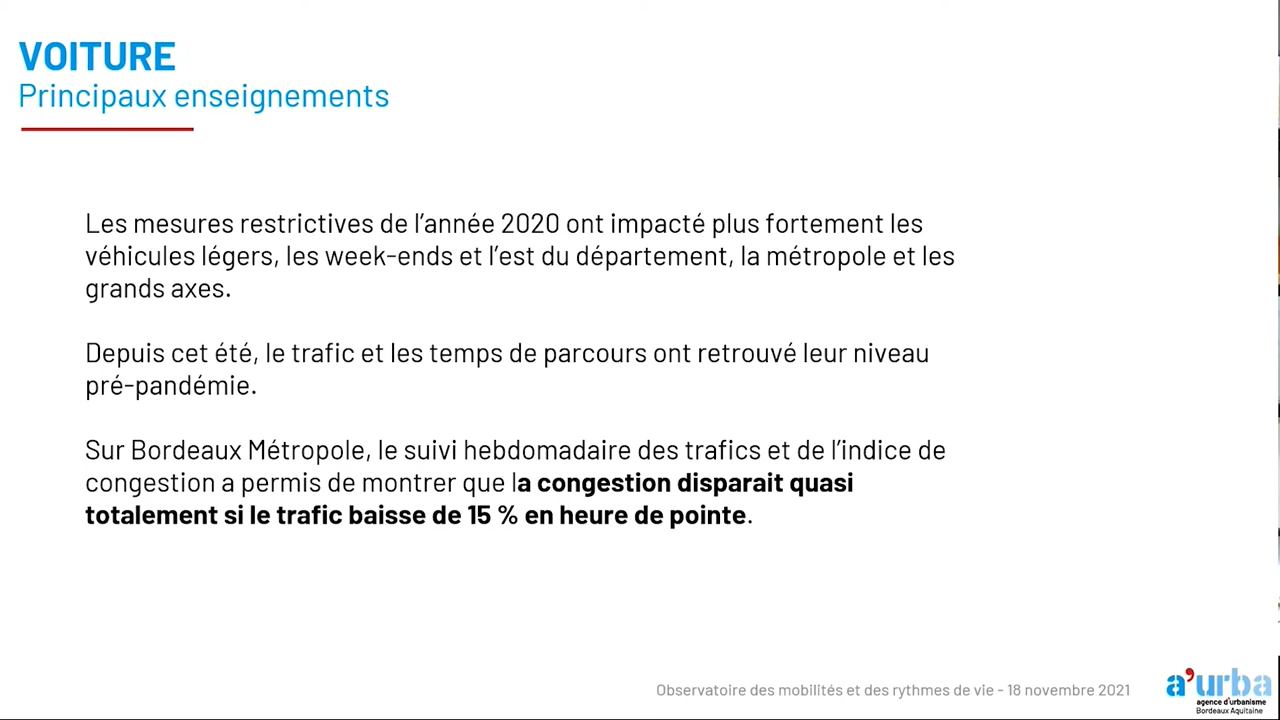 VOITURE
Principaux enseignements
Les mesures restrictives de l'année 2020 ont impacté plus fortement les
véhicules légers, les week-ends et l'est du département, la métropole et les
grands axes.
Depuis cet été, le trafic et les temps de parcours ont retrouvé leur niveau
pré-pandémie.
Sur Bordeaux Métropole, le suivi hebdomadaire des trafics et de l'indice de
congestion a permis de montrer que la congestion disparait quasi
totalement si le trafic baisse de 15 % en heure de pointe.
Observatoire des mobilités et des rythmes de vie - 18 novembre 2021
a'urba
agence d'urbanisme
Bordeaux Aquitaine